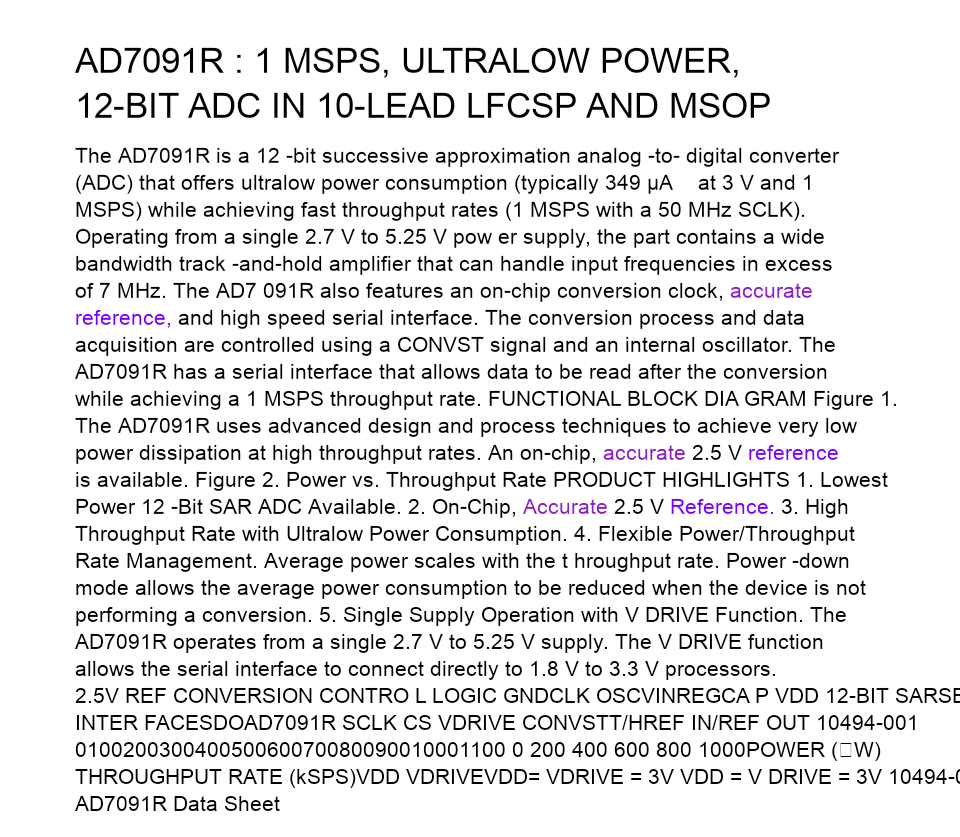 AD7091R : 1 MSPS, ULTRALOW POWER,
12-BIT ADC IN 10-LEAD LFCSP AND MSOP
The AD7091R is a 12 -bit successive approximation analog -to- digital converter
(ADC) that offers ultralow power consumption (typically 349 µA at 3 V and 1
MSPS) while achieving fast throughput rates (1 MSPS with a 50 MHz SCLK).
Operating from a single 2.7 V to 5.25 V pow er supply, the part contains a wide
bandwidth track -and-hold amplifier that can handle input frequencies in excess
of 7 MHz. The AD7 091R also features an on-chip conversion clock, accurate
reference, and high speed serial interface. The conversion process and data
acquisition are controlled using a CONVST signal and an internal oscillator. The
AD7091R has a serial interface that allows data to be read after the conversion
while achieving a 1 MSPS throughput rate. FUNCTIONAL BLOCK DIA GRAM Figure 1.
The AD7091R uses advanced design and process techniques to achieve very low
power dissipation at high throughput rates. An on-chip, accurate 2.5 V reference
is available. Figure 2. Power vs. Throughput Rate PRODUCT HIGHLIGHTS 1. Lowest
Power 12 -Bit SAR ADC Available. 2. On-Chip, Accurate 2.5 V Reference. 3. High
Throughput Rate with Ultralow Power Consumption. 4. Flexible Power/Throughput
Rate Management. Average power scales with the t hroughput rate. Power -down
mode allows the average power consumption to be reduced when the device is not
performing a conversion. 5. Single Supply Operation with V DRIVE Function. The
AD7091R operates from a single 2.7 V to 5.25 V supply. The V DRIVE function
allows the serial interface to connect directly to 1.8 V to 3.3 V processors.
2.5V REF CONVERSION CONTRO L LOGIC GNDCLK OSCVINREGCA P VDD 12-BIT SARSE
INTER FACESDOAD7091R SCLK CS VDRIVE CONVSTT/HREF IN/REF OUT 10494-001
010020030040050060070080090010001100 0 200 400 600 800 1000POWER (□W)
THROUGHPUT RATE (kSPS)VDD VDRIVEVDD= VDRIVE = 3V VDD = V DRIVE = 3V 10494-0
AD7091R Data Sheet